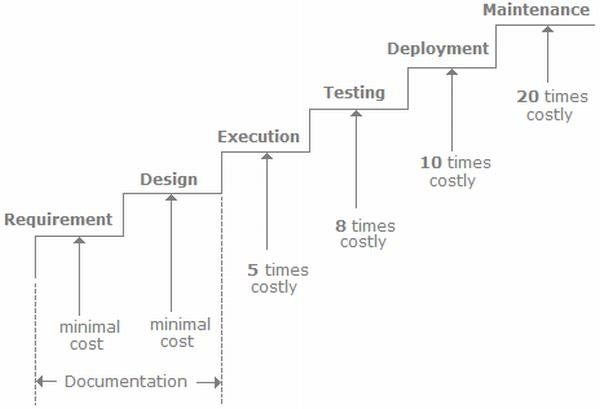 Maintenance
Deployment
20 times
costly
Testing
10 times
costly
Execution
8 times
costly
Design
5 times
costly
Requirement
minimal
cost
minimal
cost
Documentation